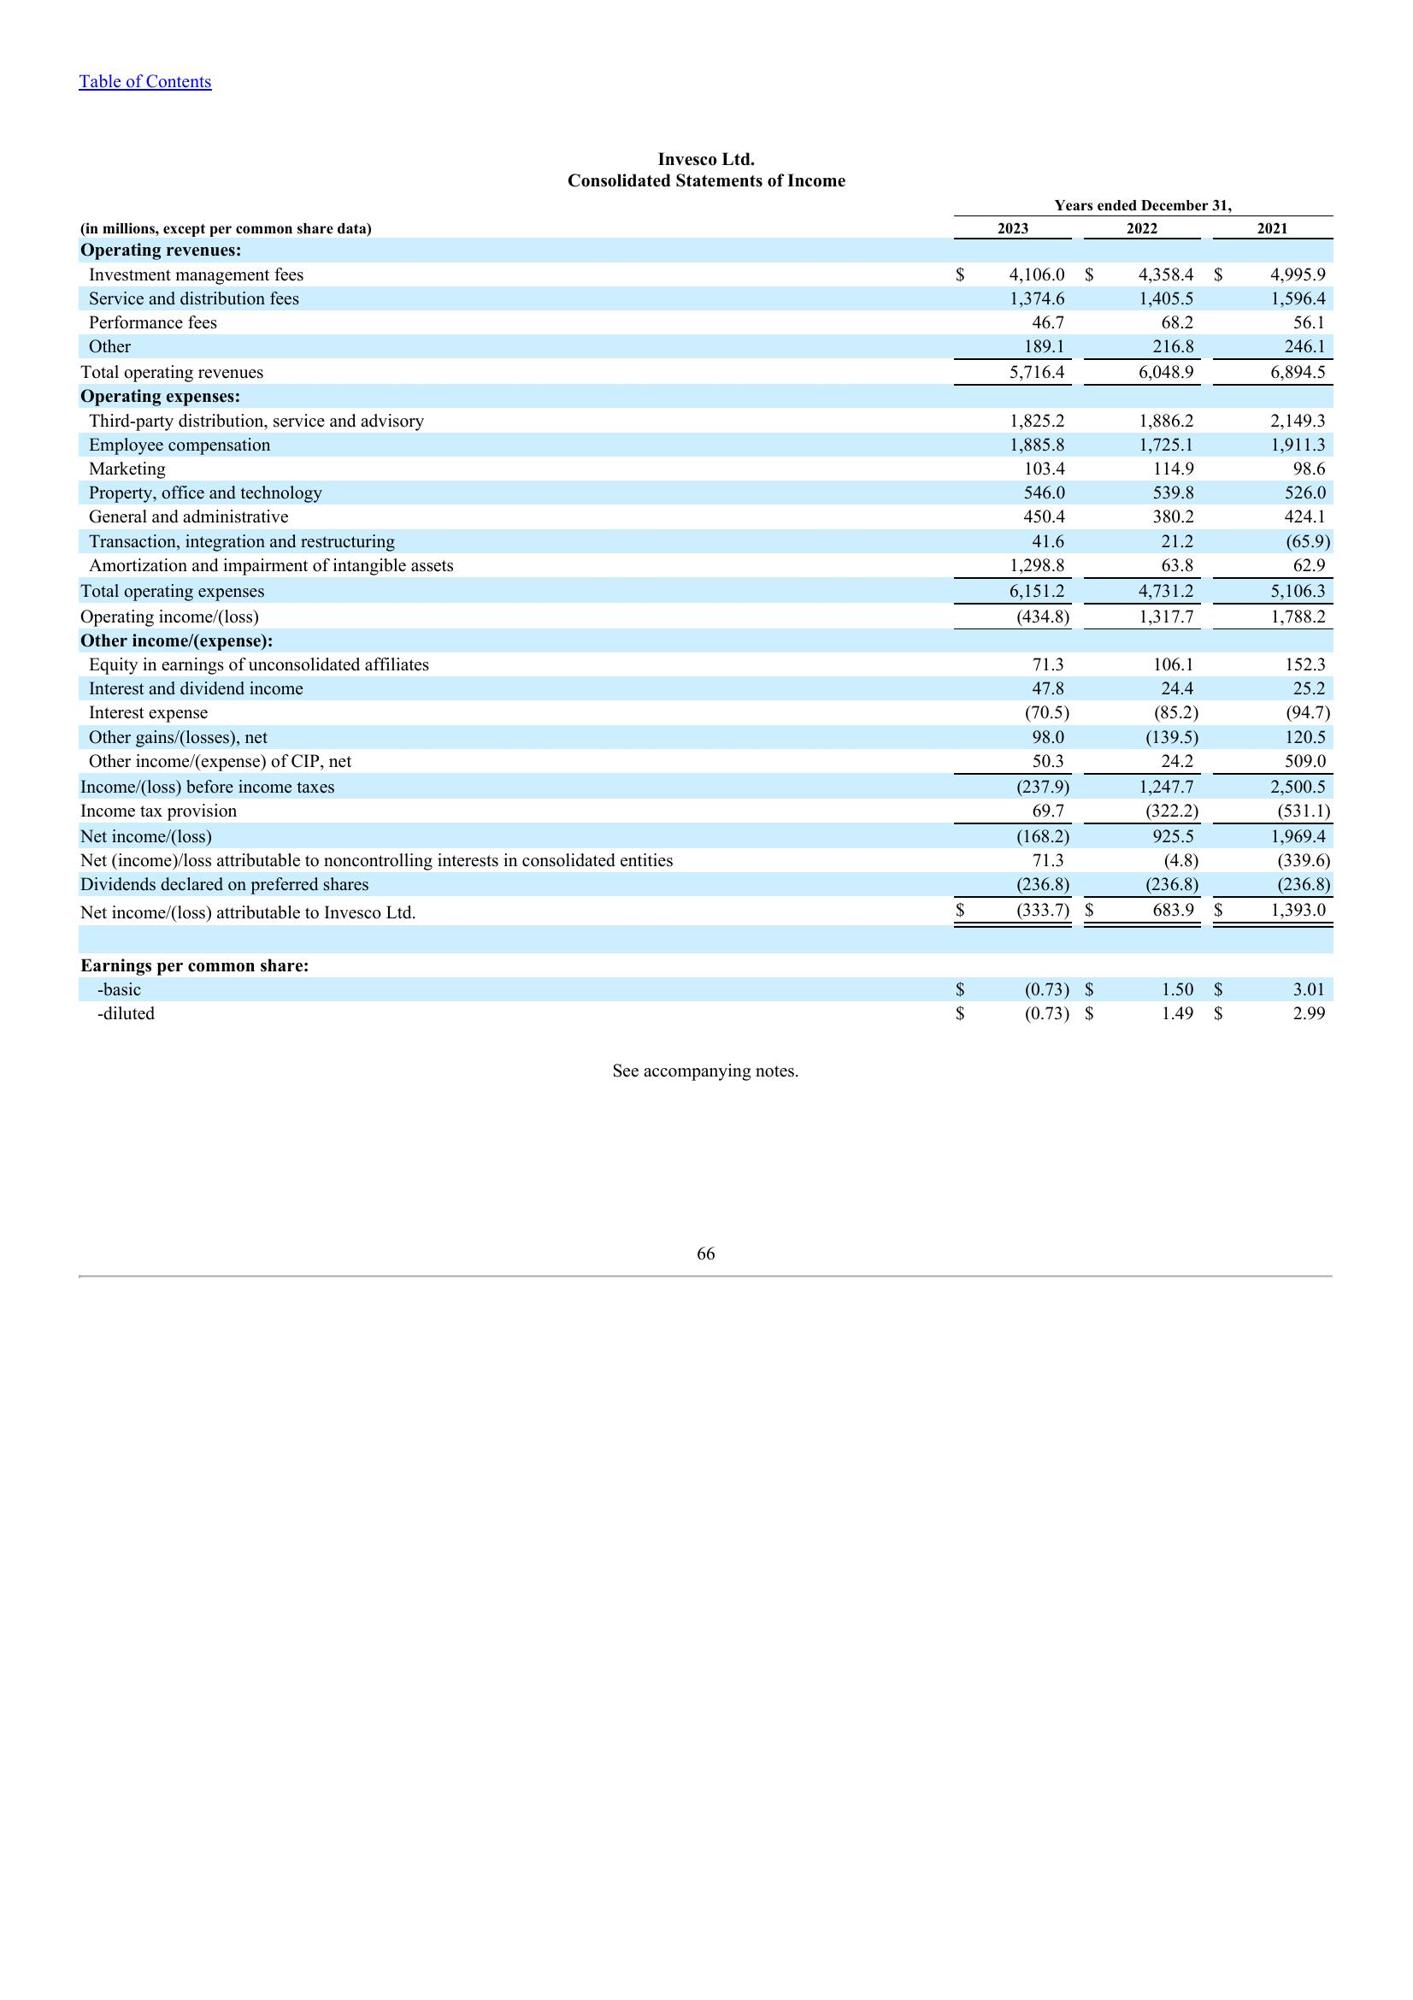 Table of Contents
Invesco Ltd.
Consolidated Statements of Income
Years ended December 31,
(in millions, except per common share data) 2023 2022 2021
Operating revenues:
Investment management fees $ 4,106.0 $ 4,358.4 $ 4,995.9
Service and distribution fees 1,374.6 1,405.5 1,596.4
Performance fees 46.7 68.2 56.1
Other 189.1 216.8 246.1
Total operating revenues 5,716.4 6,048.9 6,894.5
Operating expenses:
Third-party distribution, service and advisory 1,825.2 1,886.2 2,149.3
Employee compensation 1,885.8 1,725.1 1,911.3
Marketing 103.4 114.9 98.6
Property, office and technology 546.0 539.8 526.0
General and administrative 450.4 380.2 424.1
Transaction, integration and restructuring 41.6 21.2 (65.9)
Amortization and impairment of intangible assets 1,298.8 63.8 62.9
Total operating expenses 6,151.2 4,731.2 5,106.3
Operating income/(loss) (434.8) 1,317.7 1,788.2
Other income/(expense):
Equity in earnings of unconsolidated affiliates 71.3 106.1 152.3
Interest and dividend income 47.8 24.4 25.2
Interest expense (70.5) (85.2) (94.7)
Other gains/(losses), net 98.0 (139.5) 120.5
Other income/(expense) of CIP, net 50.3 24.2 509.0
Income/(loss) before income taxes (237.9) 1,247.7 2,500.5
Income tax provision 69.7 (322.2) (531.1)
Net income/(loss) (168.2) 925.5 1,969.4
Net (income)/loss attributable to noncontrolling interests in consolidated entities 71.3 (4.8) (339.6)
Dividends declared on preferred shares (236.8) (236.8) (236.8)
Net income/(loss) attributable to Invesco Ltd. $ (333.7) $ 683.9 $ 1,393.0
Earnings per common share:
-basic $ (0.73) $ 1.50 $ 3.01
-diluted $ (0.73) $ 1.49 $ 2.99
See accompanying notes.
66